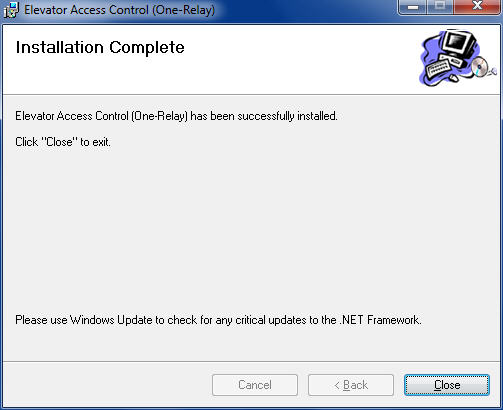 Elevator Access Control (One-Relay)
Installation Complete
Elevator Access Control (One-Relay) has been successfully installed.
Click "Close" to exit.
Please use Windows Update to check for any critical updates to the .NET Framework.
Cancel
< Back
Close